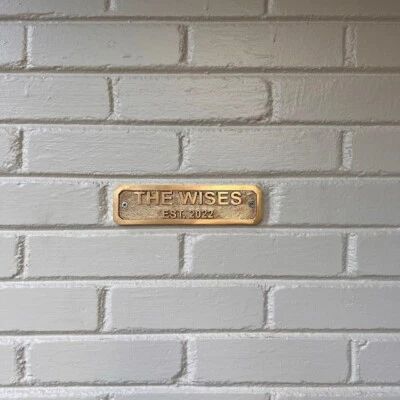 THE WISES
EST. 2022